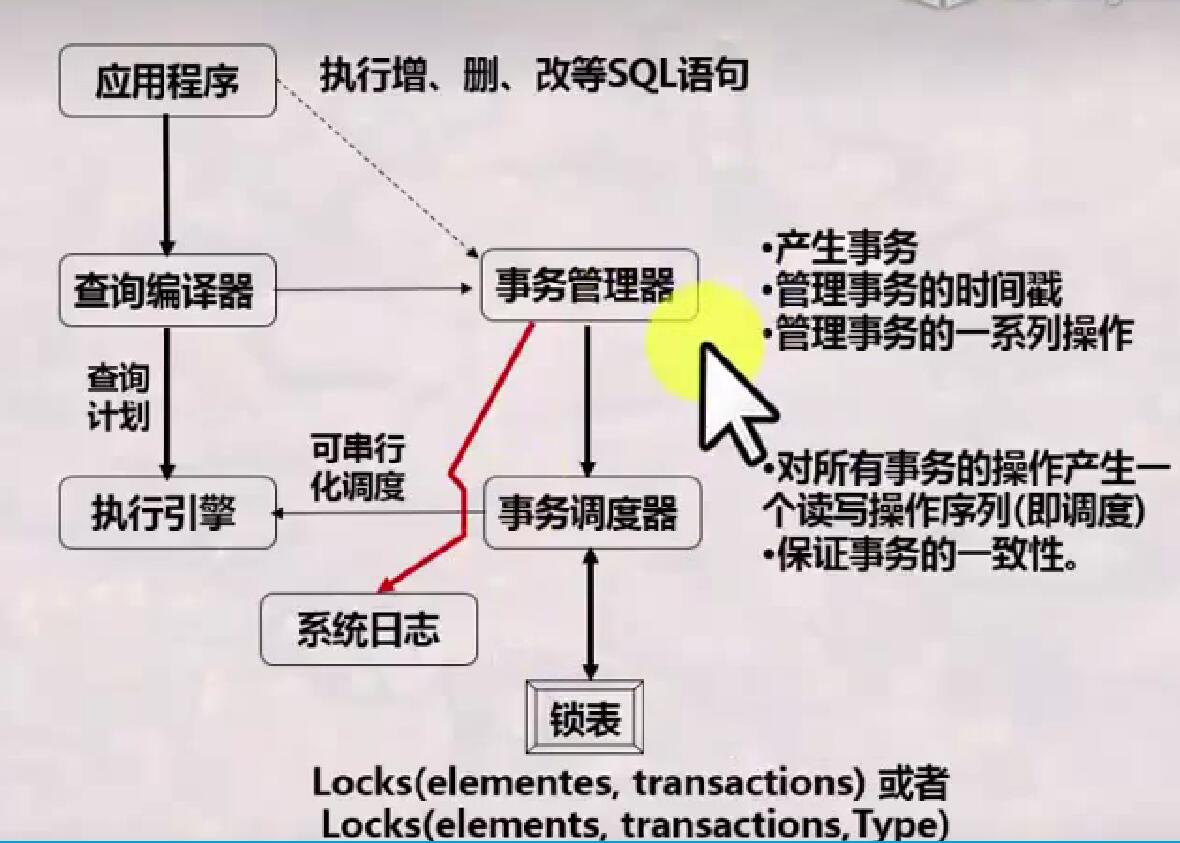 应用程序
执行增、删、改等SQL语句
查询编译器
事务管理器
•产生事务
•管理事务的时间戳
•管理事务的一系列操作
查询
计划
可串行
化调度
执行引擎
事务调度器
•对所有事务的操作产生一
个读写操作序列(即调度)
•保证事务的一致性。
系统日志
锁表
Locks(elementes, transactions) 或者
Locks(elements, transactions,Type)